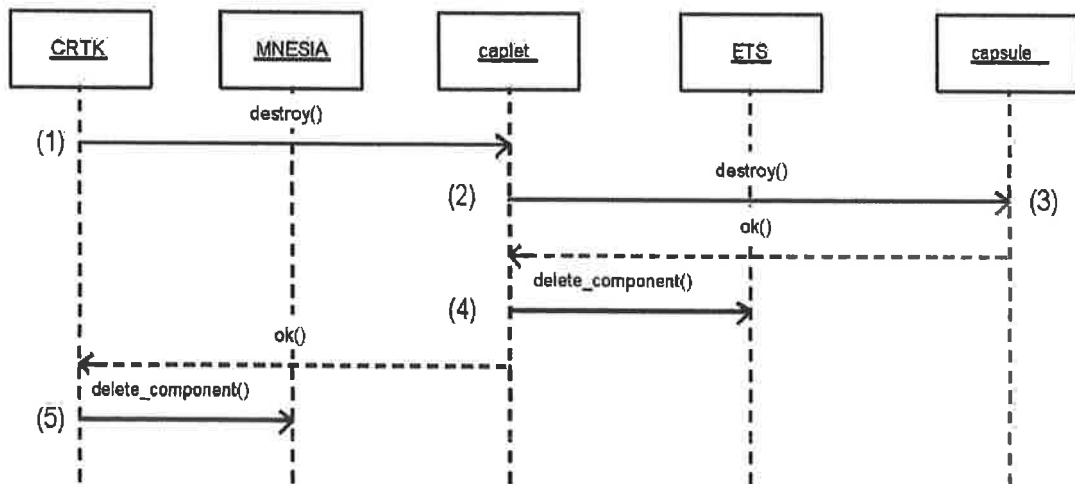 CRTK MNESIA caplet ETS capsule
destroy()
(1)
destroy()
(2) (3)
ok()
delete_component()
(4)
ok()
delete_component()
(5)